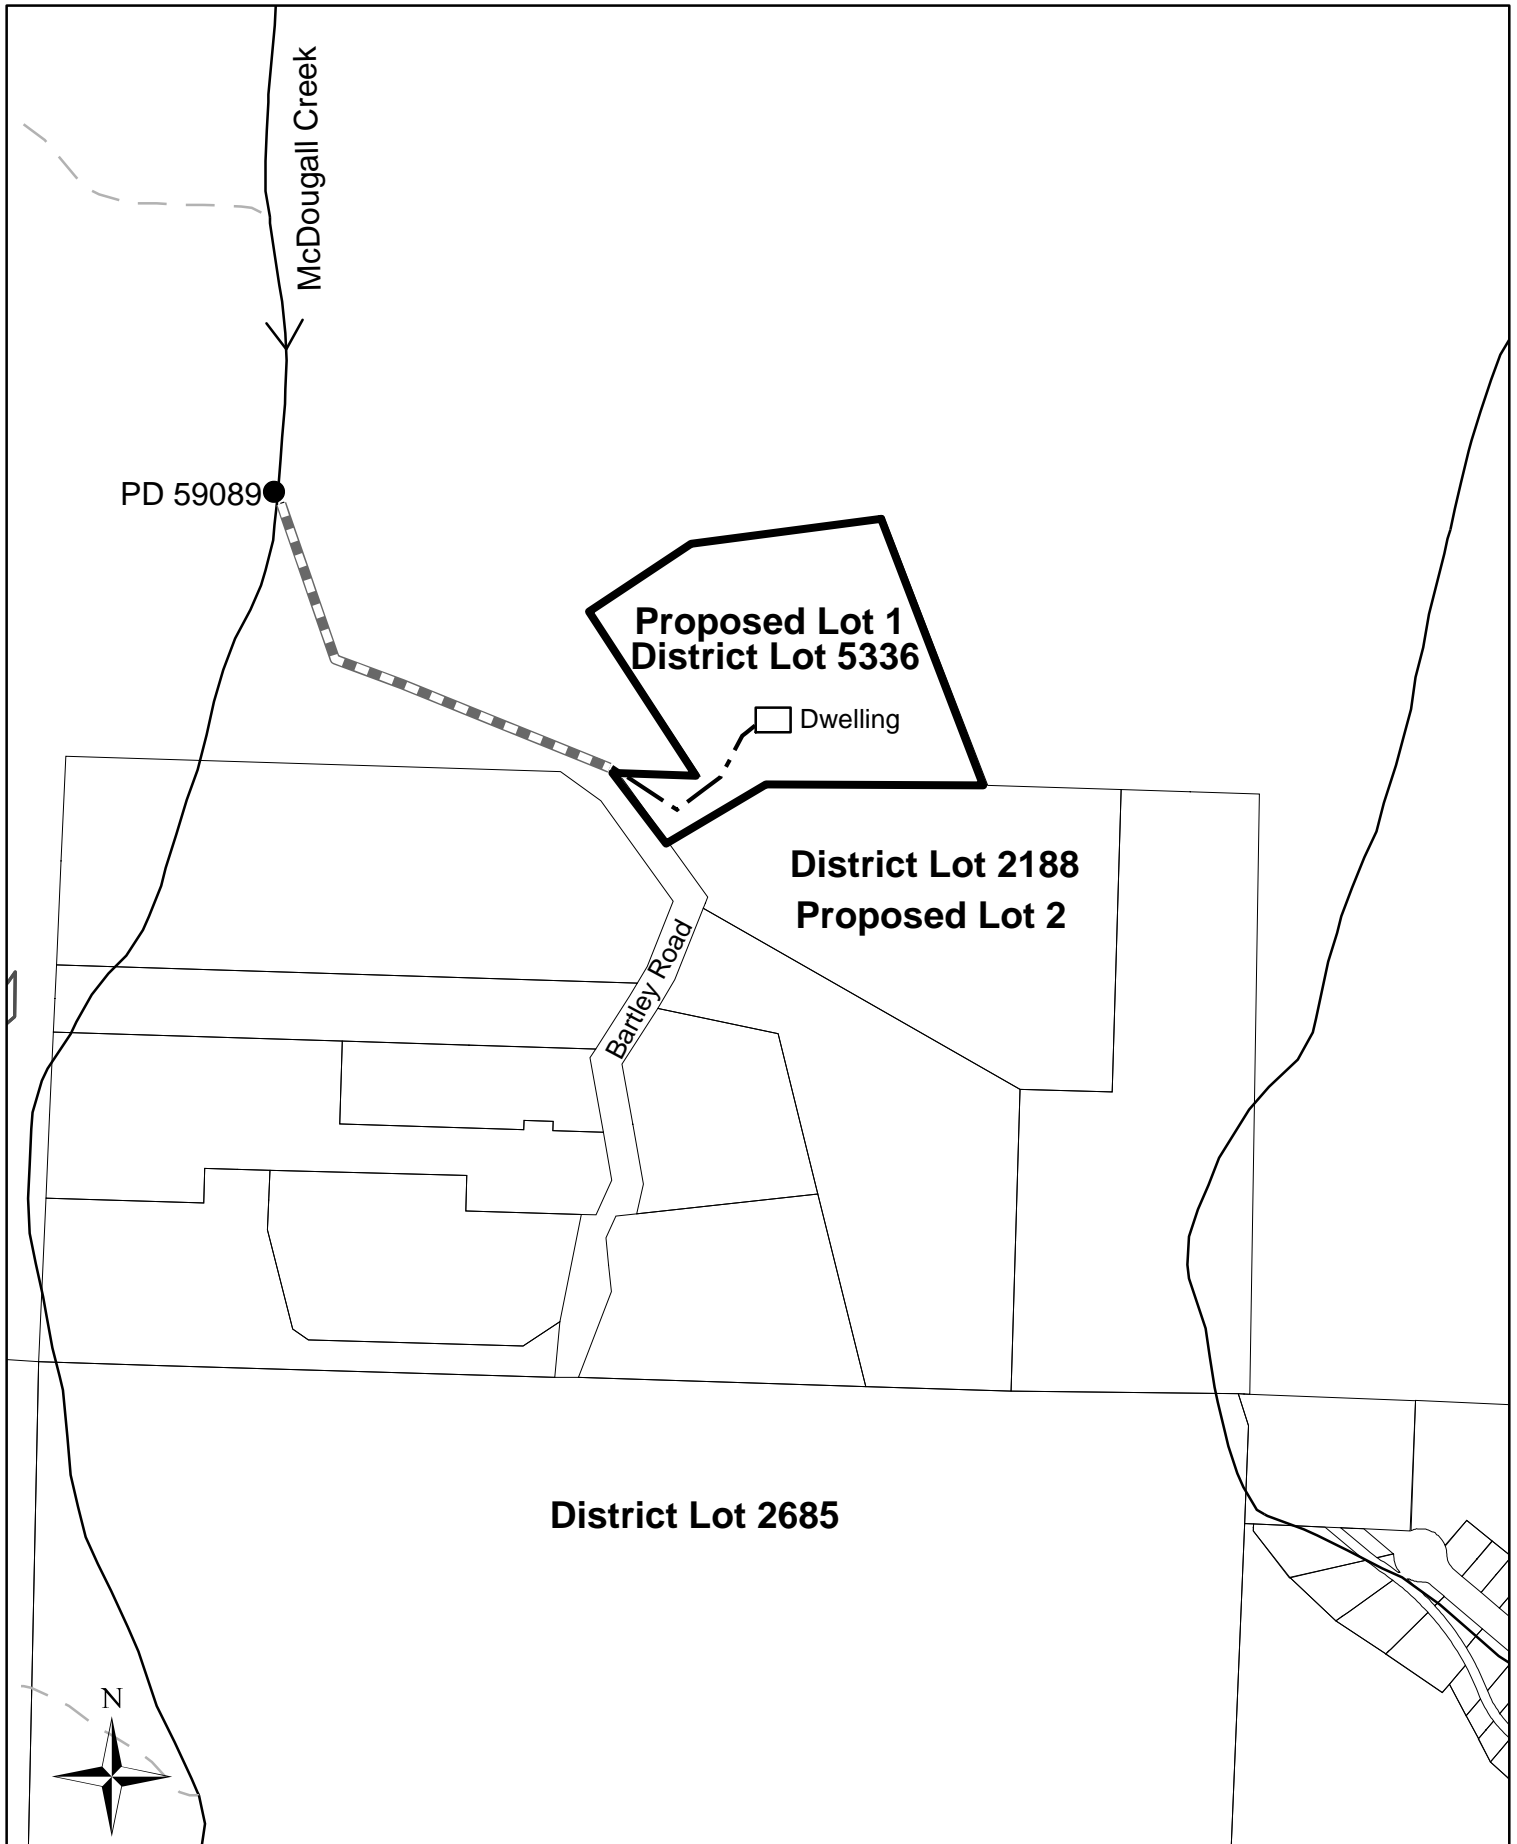 McDougall Creek
PD 59089
Proposed Lot 1
District Lot 5336
Dwelling
District Lot 2188
Proposed Lot 2
Bartley Road
District Lot 2685
N